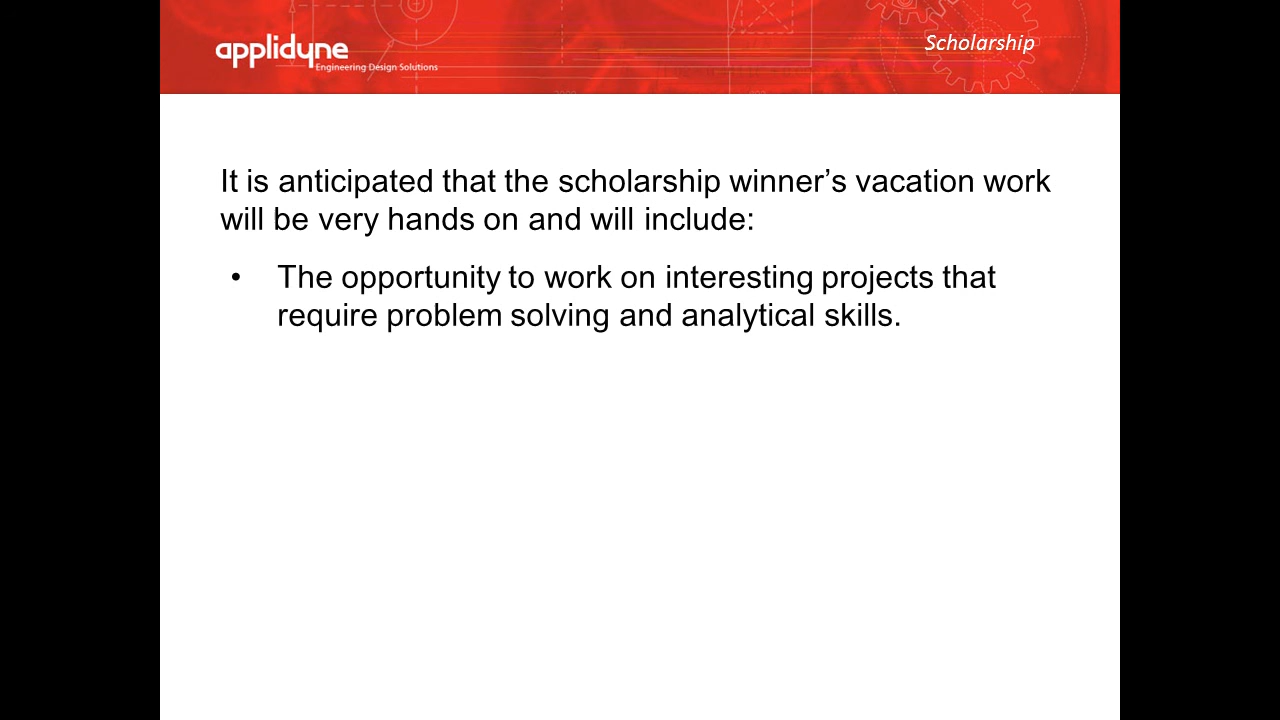 applidyne
Engineering Design Solutions
Scholarship
It is anticipated that the scholarship winner’s vacation work
will be very hands on and will include:
• The opportunity to work on interesting projects that
require problem solving and analytical skills.